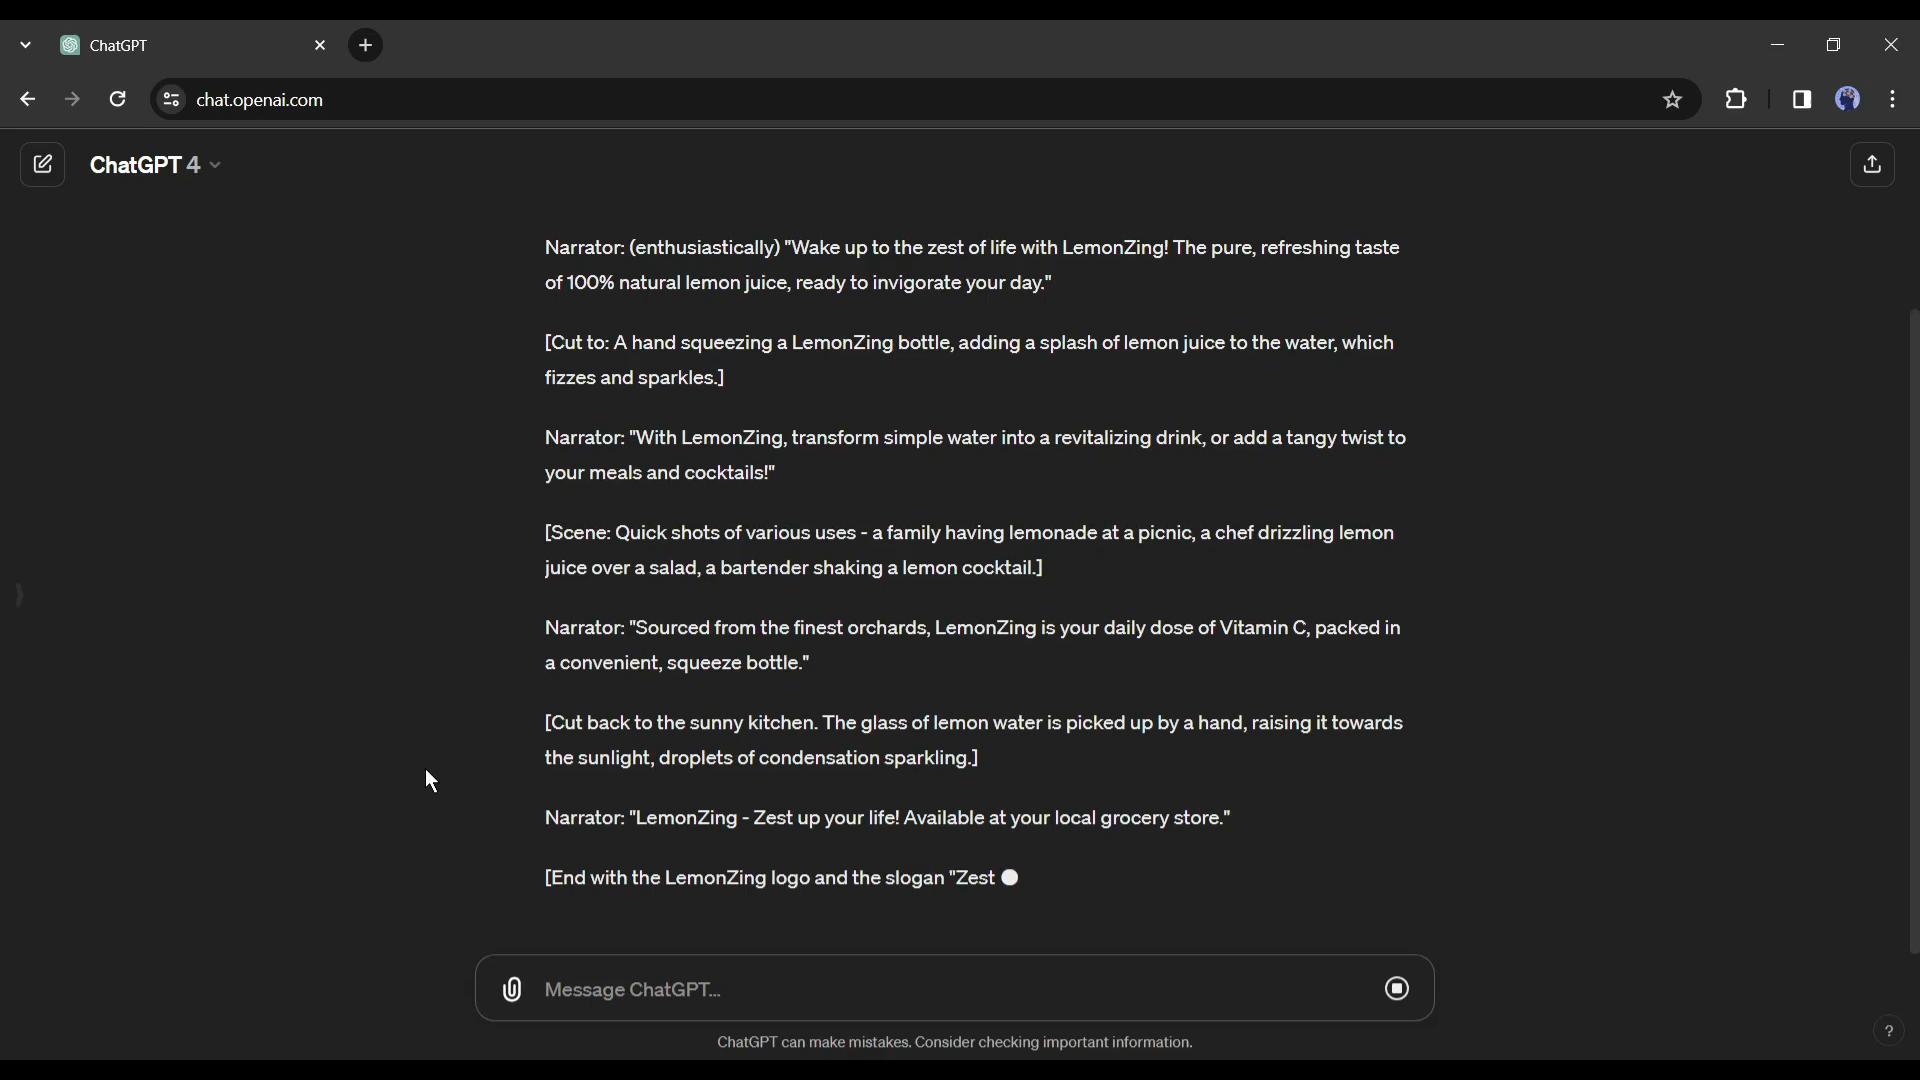 ChatGPT
chat.openai.com
ChatGPT 4
Narrator: (enthusiastically) "Wake up to the zest of life with LemonZing! The pure, refreshing taste
of 100% natural lemon juice, ready to invigorate your day."
[Cut to: A hand squeezing a LemonZing bottle, adding a splash of lemon juice to the water, which
fizzes and sparkles.]
Narrator: "With LemonZing, transform simple water into a revitalizing drink, or add a tangy twist to
your meals and cocktails!"
[Scene: Quick shots of various uses - a family having lemonade at a picnic, a chef drizzling lemon
juice over a salad, a bartender shaking a lemon cocktail.]
Narrator: "Sourced from the finest orchards, LemonZing is your daily dose of Vitamin C, packed in
a convenient, squeeze bottle."
[Cut back to the sunny kitchen. The glass of lemon water is picked up by a hand, raising it towards
the sunlight, droplets of condensation sparkling.]
Narrator: "LemonZing - Zest up your life! Available at your local grocery store."
[End with the LemonZing logo and the slogan "Zest
Message ChatGPT...
ChatGPT can make mistakes. Consider checking important information.
?